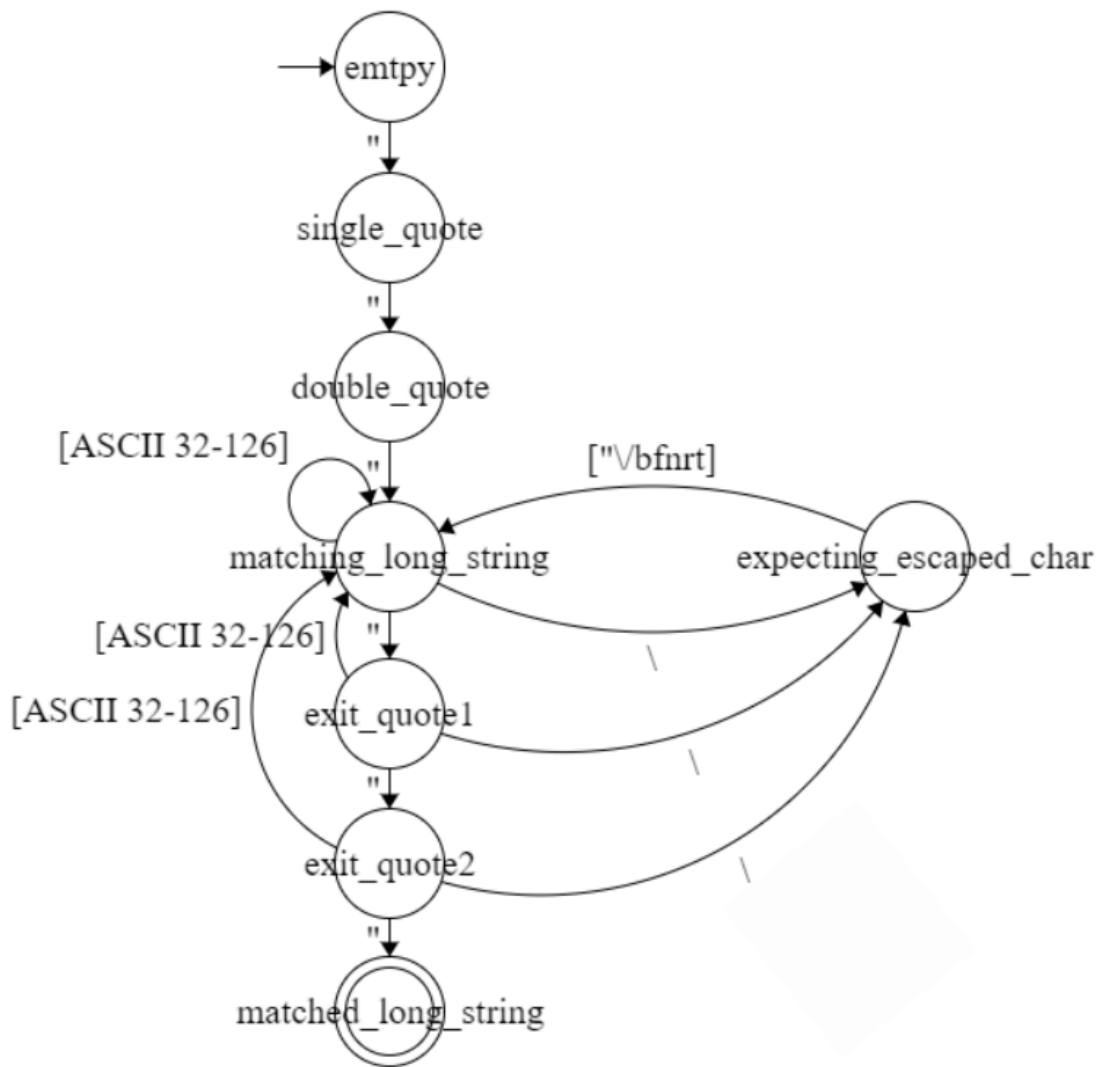 emtpy
"
single_quote
"
double_quote
[ASCII 32-126]
"
["\/bfnrt]
matching_long_string
expecting_escaped_char
[ASCII 32-126]
"
\
[ASCII 32-126]
exit_quote1
\
"
exit_quote2
\
"
matched_long_string